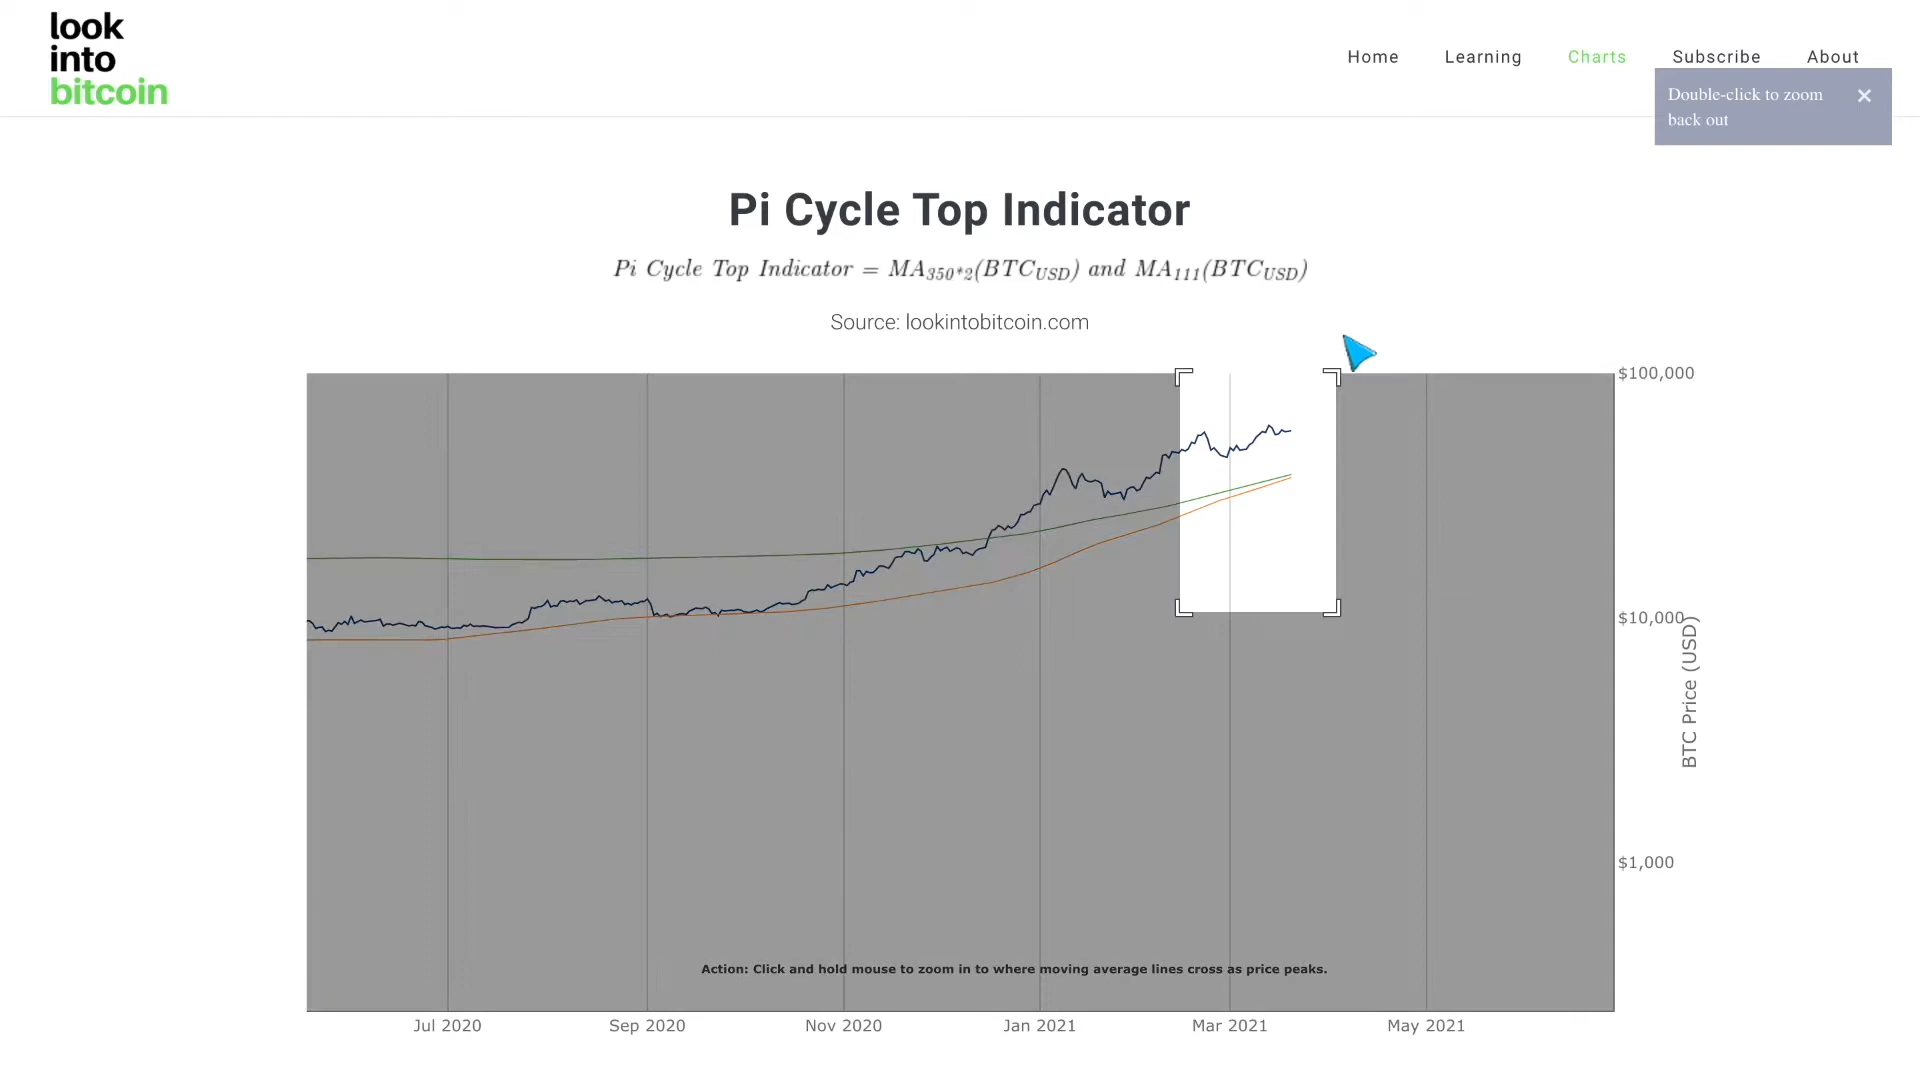 look
into
bitcoin
Home
Learning
Charts
Subscribe
About
Double-click to zoom
back out
×
Pi Cycle Top Indicator
Pi Cycle Top Indicator = MA350*2(BTCUSD) and MA111(BTCUSD)
Source: lookintobitcoin.com
$100,000
$10,000
BTC Price (USD)
$1,000
Action: Click and hold mouse to zoom in to where moving average lines cross as price peaks.
Jul 2020
Sep 2020
Nov 2020
Jan 2021
Mar 2021
May 2021